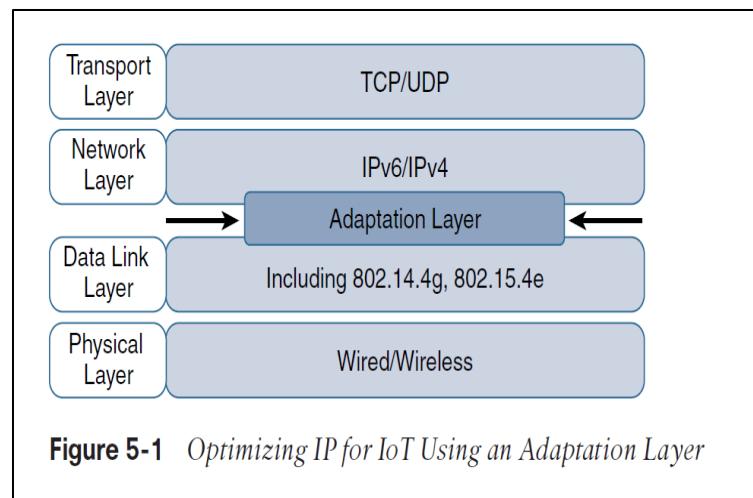 Transport
Layer
TCP/UDP
Network
Layer
IPv6/IPv4
Adaptation Layer
Data Link
Layer
Including 802.14.4g, 802.15.4e
Physical
Layer
Wired/Wireless
Figure 5-1 Optimizing IP for IoT Using an Adaptation Layer